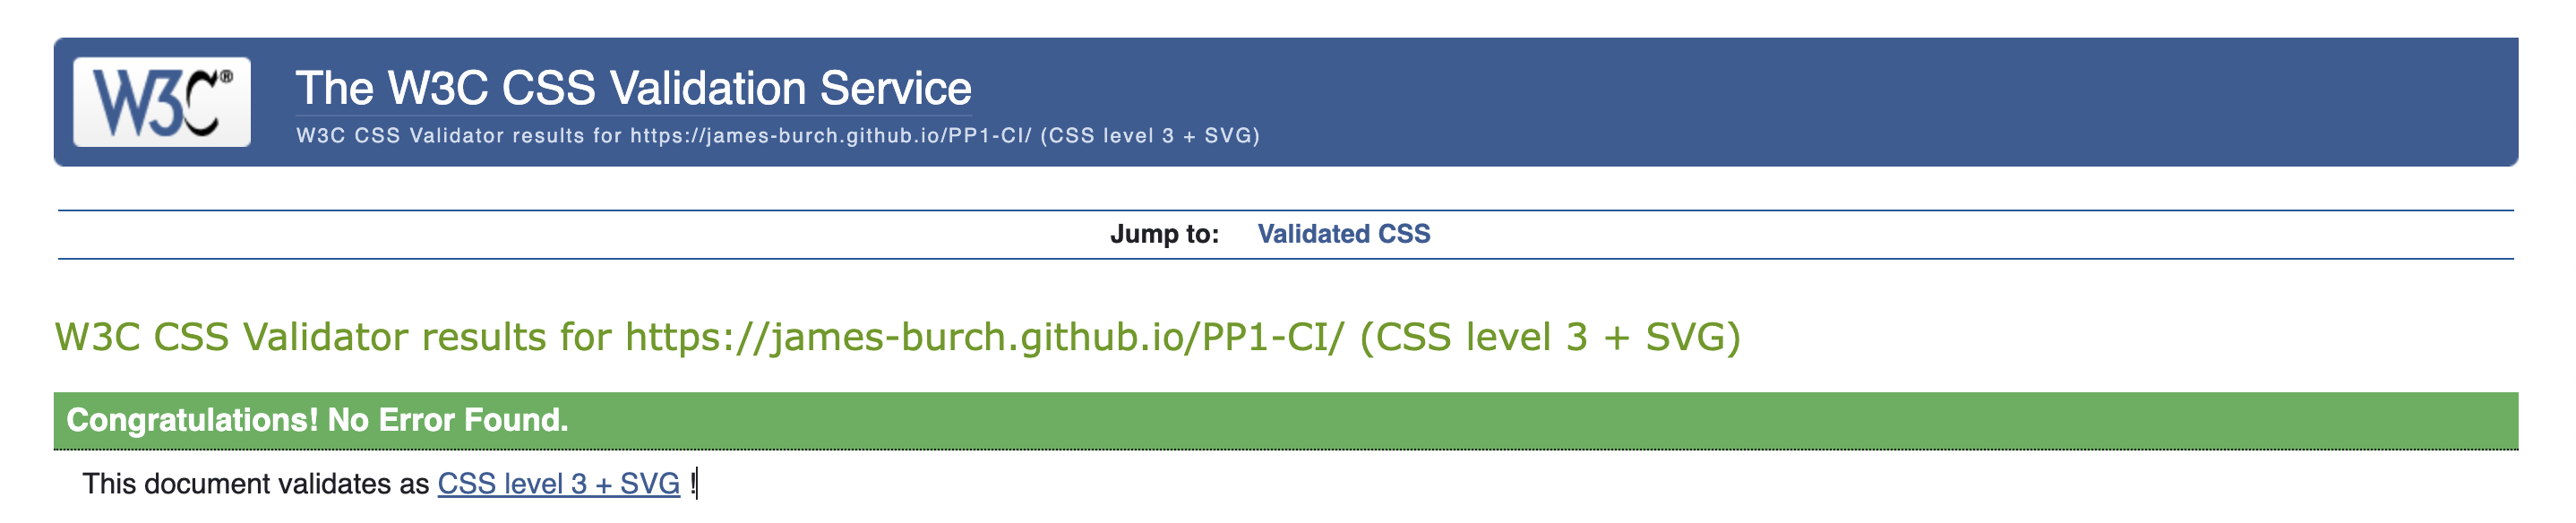 W3C®
The W3C CSS Validation Service
W3C CSS Validator results for https://james-burch.github.io/PP1-CI/ (CSS level 3 + SVG)
Jump to: Validated CSS
W3C CSS Validator results for https://james-burch.github.io/PP1-CI/ (CSS level 3 + SVG)
Congratulations! No Error Found.
This document validates as CSS level 3 + SVG !